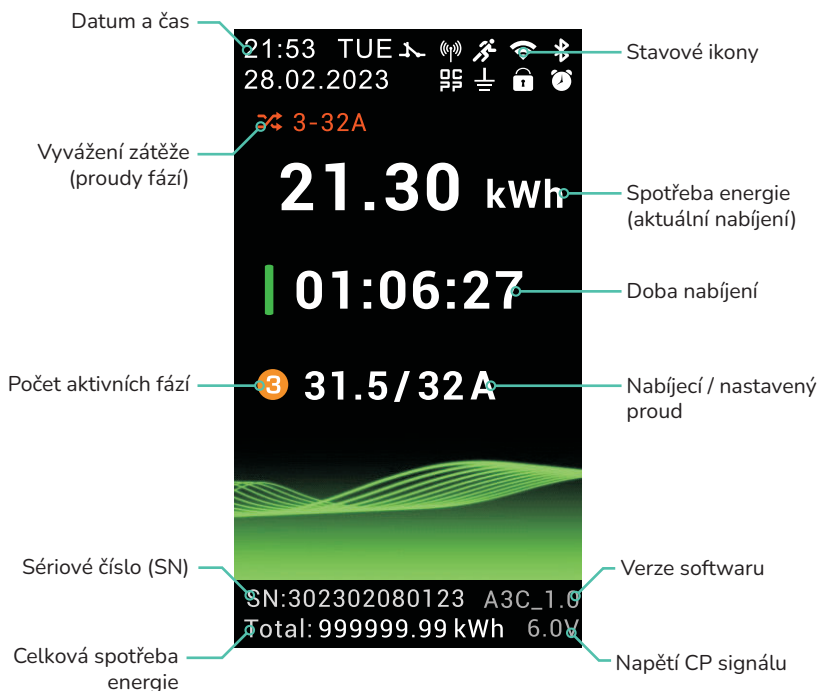 Datum a čas
21:53 TUE
28.02.2023
Stavové ikony
3-32A
Vyvážení zátěže
(proudy fází)
21.30 kWh
Spotřeba energie
(aktuální nabíjení)
01:06:27
Doba nabíjení
Počet aktivních fází
3 31.5/32A
Nabíjecí / nastavený
proud
Sériové číslo (SN)
SN:302302080123 A3C_1.0
Verze softwaru
Total: 999999.99 kWh 6.0V
Celková spotřeba
energie
Napětí CP signálu